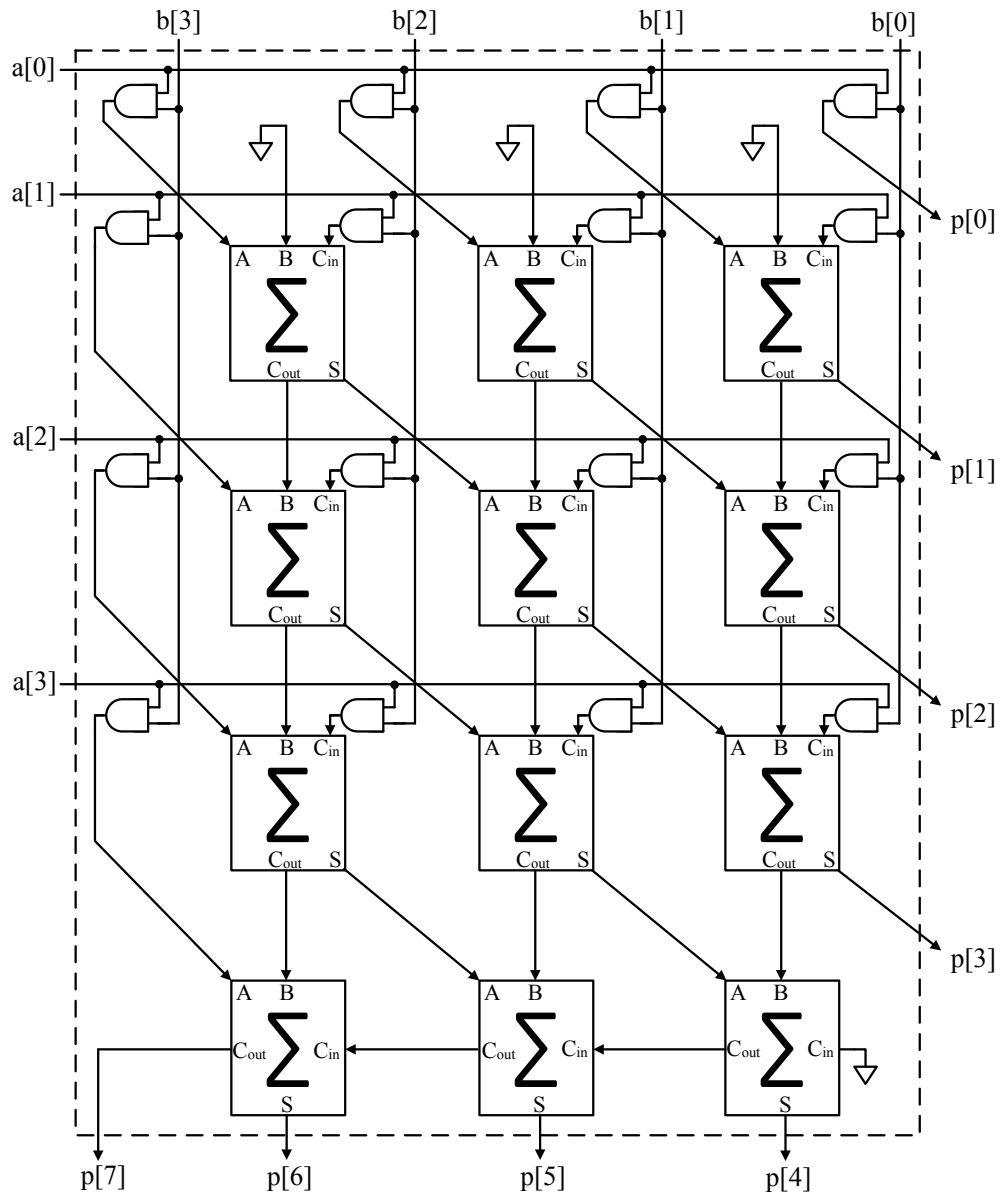 b[3] b[2] b[1] b[0]
a[0]
a[1]
p[0]
A B Cin A B Cin A B Cin
Σ Σ Σ
Cout S Cout S Cout S
a[2]
p[1]
A B Cin A B Cin A B Cin
Σ Σ Σ
Cout S Cout S Cout S
a[3]
p[2]
A B Cin A B Cin A B Cin
Σ Σ Σ
Cout S Cout S Cout S
p[3]
A B A B A B
Cout Σ Cin Cout Σ Cin Cout Σ Cin
S S S
p[7] p[6] p[5] p[4]